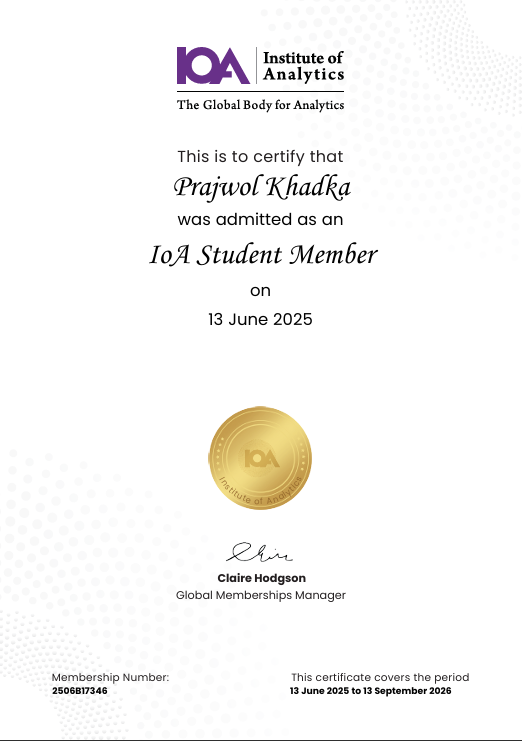 IOA
Institute of
Analytics
The Global Body for Analytics
This is to certify that
Prajwol Khadka
was admitted as an
IoA Student Member
on
13 June 2025
IOA
Institute of Analytics
Claire Hodgson
Global Memberships Manager
Membership Number:
2506B17346
This certificate covers the period
13 June 2025 to 13 September 2026